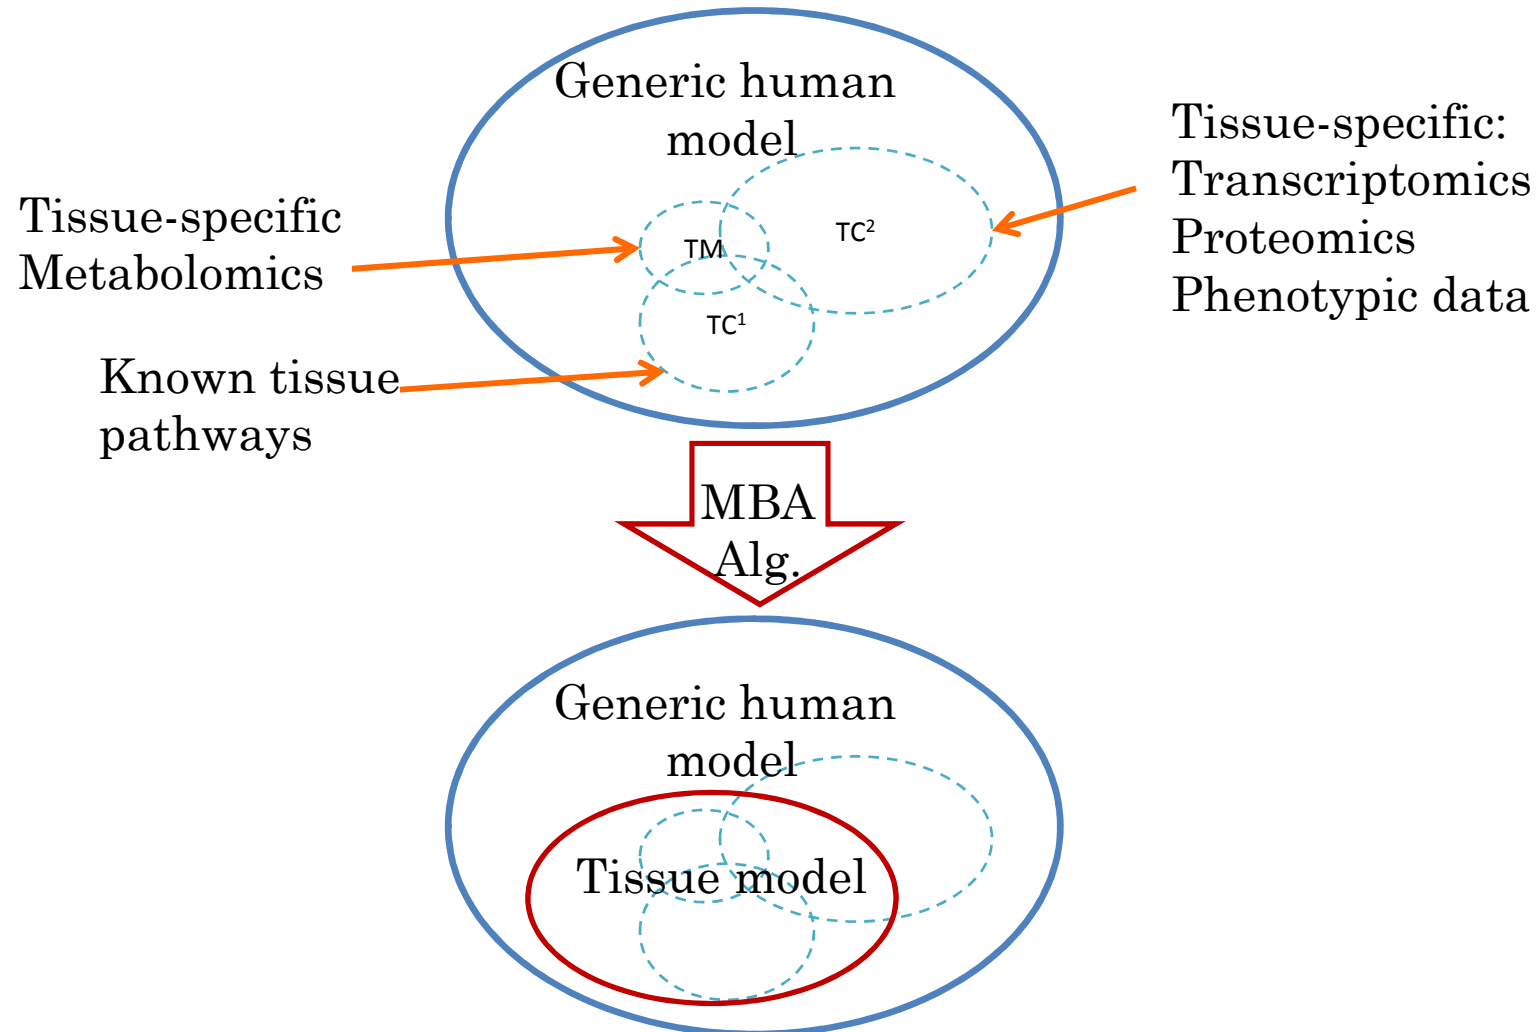 Generic human
model
Tissue-specific:
Transcriptomics
Proteomics
Phenotypic data
Tissue-specific
Metabolomics
TM
TC²
TC¹
Known tissue
pathways
MBA
Alg.
Generic human
model
Tissue model